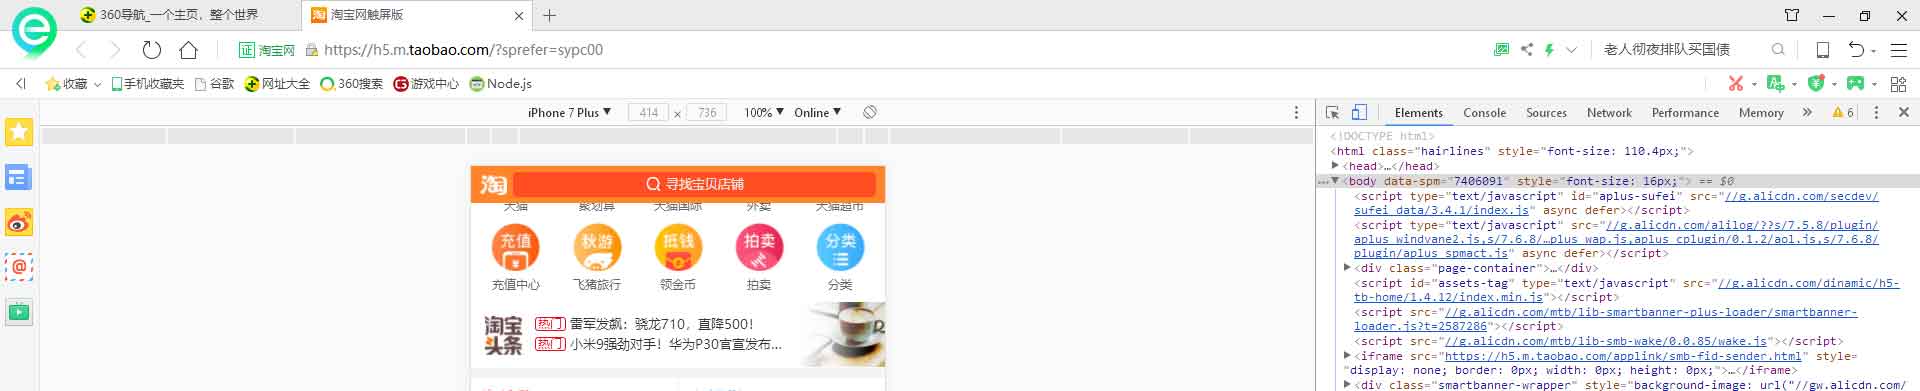 360导航_一个主页，整个世界
淘 淘宝网触屏版
证 淘宝网 https://h5.m.taobao.com/?sprefer=sypc00 老人彻夜排队买国债
收藏 手机收藏夹 谷歌 网址大全 360搜索 游戏中心 Node.js
iPhone 7 Plus ▼ 414 × 736 100% ▼ Online ▼
淘 寻找宝贝店铺
天猫 聚划算 天猫国际 外卖 天猫超市
充值 秋游 抵钱 拍卖 分类
充值中心 飞猪旅行 领金币 拍卖 分类
淘宝头条
热门 雷军发飙：骁龙710，直降500！
热门 小米9强劲对手！华为P30官宣发布...
Elements Console Sources Network Performance Memory » 6
<!DOCTYPE html>
<html class="hairlines" style="font-size: 110.4px;">
<head>…</head>
<body data-spm="7406091" style="font-size: 16px;"> == $0
<script type="text/javascript" id="aplus-sufei" src="//g.alicdn.com/secdev/
sufei_data/3.4.1/index.js" async defer></script>
<script type="text/javascript" src="//g.alicdn.com/alilog/??s/7.5.8/plugin/
aplus_windvane2.js,s/7.6.8/…plus_wap.js,aplus_cplugin/0.1.2/aol.js,s/7.6.8/
plugin/aplus_spmact.js" async defer></script>
<div class="page-container">…</div>
<script id="assets-tag" type="text/javascript" src="//g.alicdn.com/dinamic/h5-
tb-home/1.4.12/index.min.js"></script>
<script src="//g.alicdn.com/mtb/lib-smartbanner-plus-loader/smartbanner-
loader.js?t=2587286"></script>
<script src="//g.alicdn.com/mtb/lib-smb-wake/0.0.85/wake.js"></script>
<iframe src="https://h5.m.taobao.com/applink/smb-fid-sender.html" style=
"display: none; border: 0px; width: 0px; height: 0px;">…</iframe>
<div class="smartbanner-wrapper" style="background-image: url("//gw.alicdn.com/